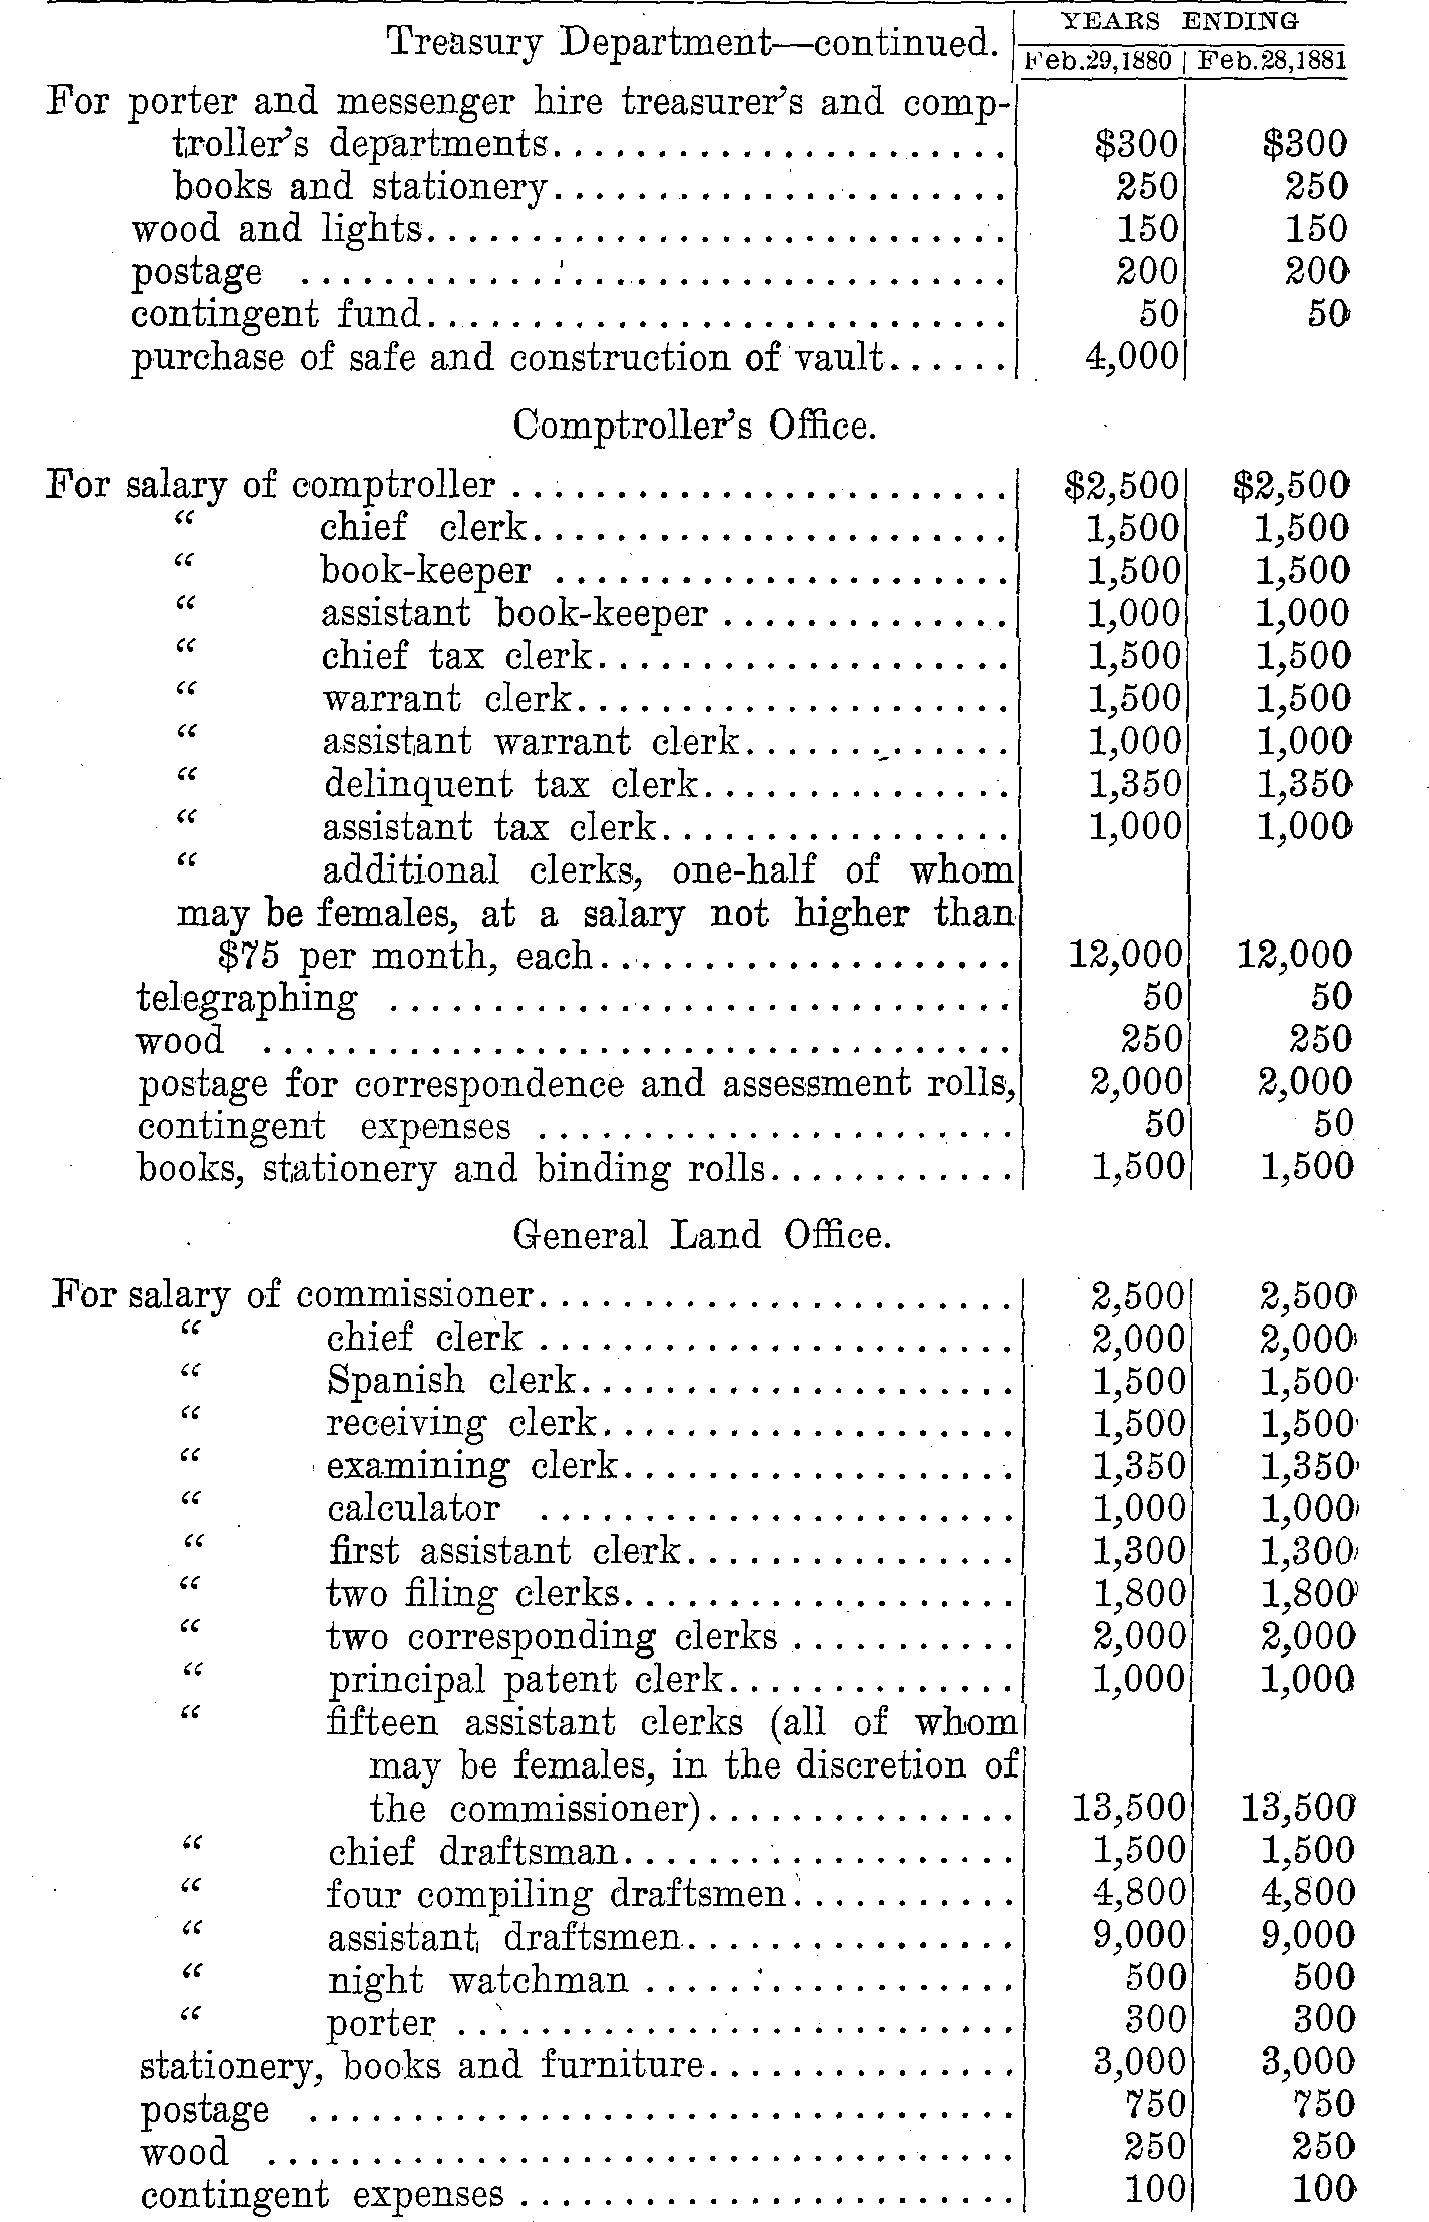 Treasury Department—continued. YEARS ENDING
Feb.29,1880 Feb.28,1881
For porter and messenger hire treasurer's and comp-
troller's departments...................... $300 $300
books and stationery...................... 250 250
wood and lights............................ 150 150
postage .................................. 200 200
contingent fund............................ 50 50
purchase of safe and construction of vault...... 4,000
Comptroller's Office.
For salary of comptroller ........................ $2,500 $2,500
“ chief clerk....................... 1,500 1,500
“ book-keeper ...................... 1,500 1,500
“ assistant book-keeper .............. 1,000 1,000
“ chief tax clerk.................... 1,500 1,500
“ warrant clerk..................... 1,500 1,500
“ assistant warrant clerk............. 1,000 1,000
“ delinquent tax clerk............... 1,350 1,350
“ assistant tax clerk................. 1,000 1,000
“ additional clerks, one-half of whom
may be females, at a salary not higher than
$75 per month, each.................... 12,000 12,000
telegraphing .............................. 50 50
wood .................................... 250 250
postage for correspondence and assessment rolls, 2,000 2,000
contingent expenses ....................... 50 50
books, stationery and binding rolls............ 1,500 1,500
General Land Office.
For salary of commissioner....................... 2,500 2,500
“ chief clerk ....................... 2,000 2,000
“ Spanish clerk..................... 1,500 1,500
“ receiving clerk.................... 1,500 1,500
“ examining clerk................... 1,350 1,350
“ calculator ....................... 1,000 1,000
“ first assistant clerk................ 1,300 1,300
“ two filing clerks................... 1,800 1,800
“ two corresponding clerks ........... 2,000 2,000
“ principal patent clerk.............. 1,000 1,000
“ fifteen assistant clerks (all of whom
may be females, in the discretion of
the commissioner)............... 13,500 13,500
“ chief draftsman................... 1,500 1,500
“ four compiling draftsmen........... 4,800 4,800
“ assistant draftsmen................ 9,000 9,000
“ night watchman .................. 500 500
“ porter ........................... 300 300
stationery, books and furniture............... 3,000 3,000
postage .................................. 750 750
wood .................................... 250 250
contingent expenses ........................ 100 100